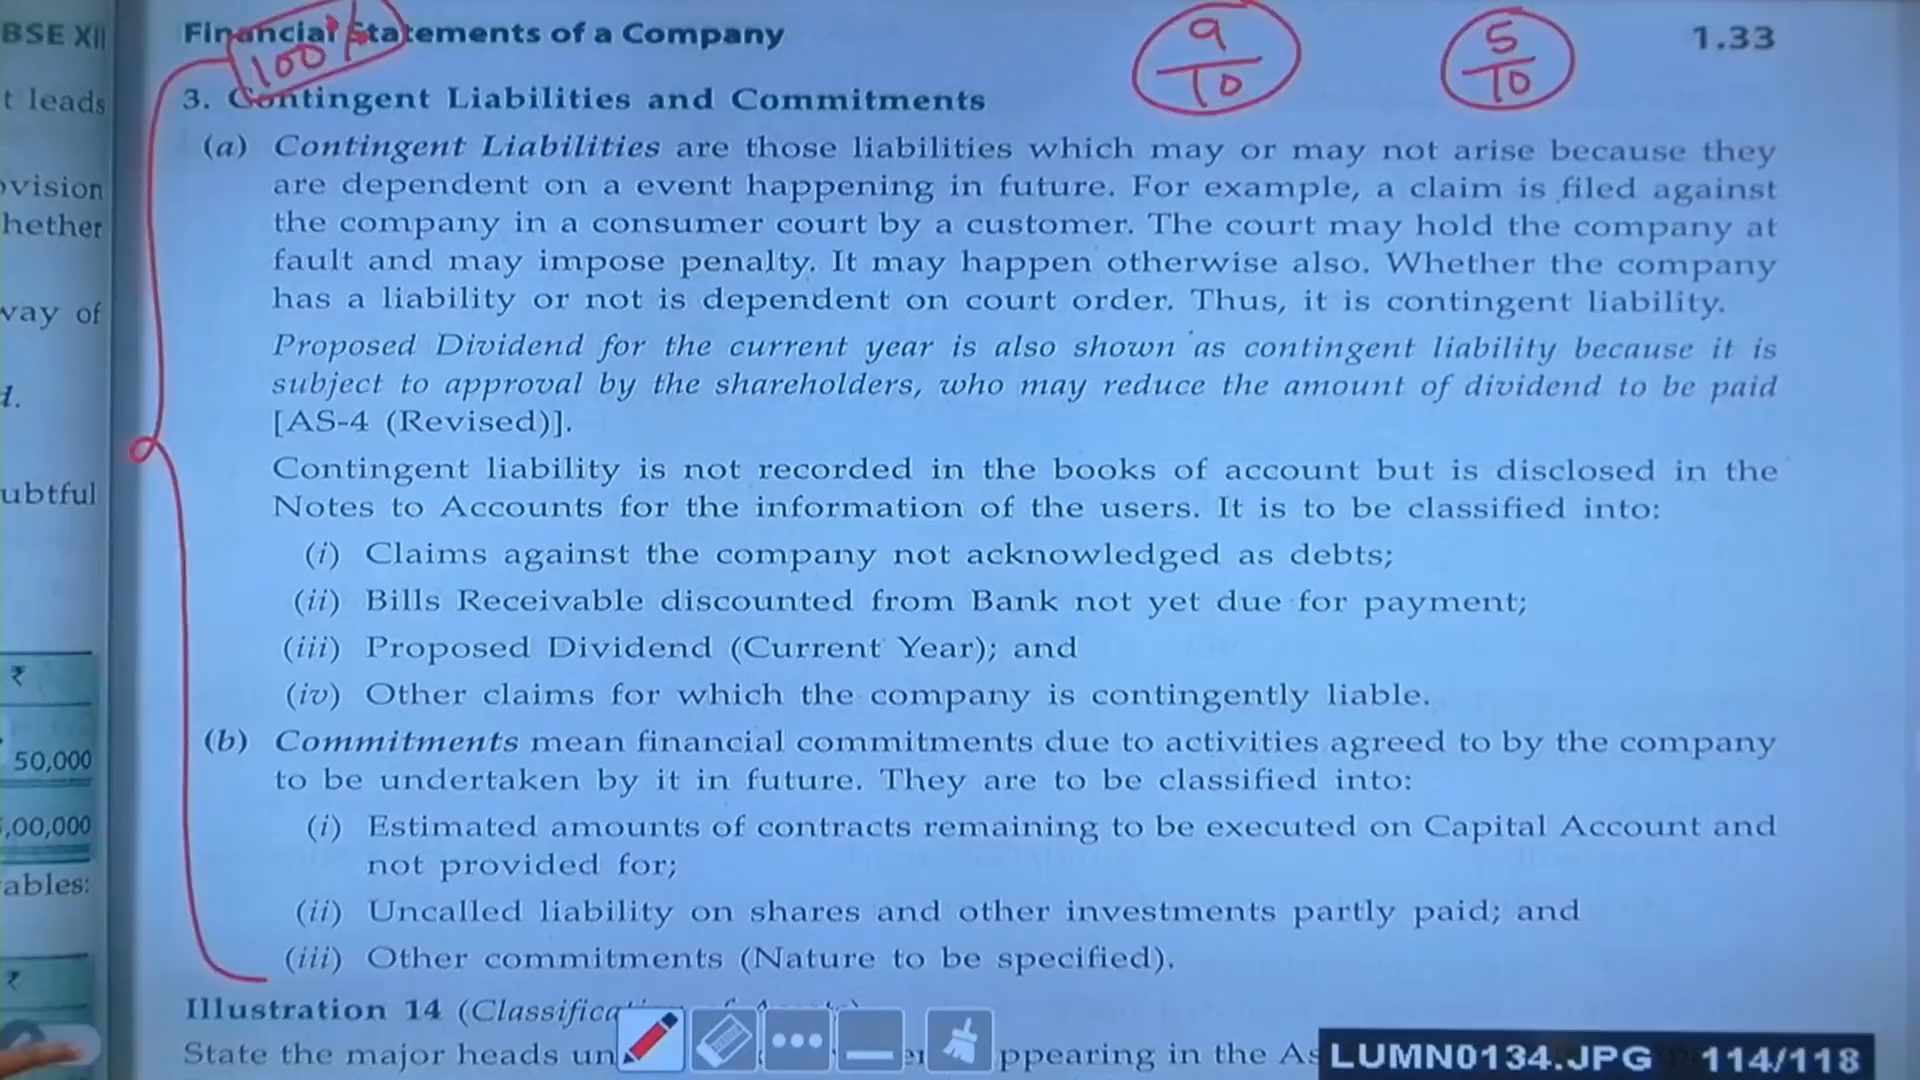 BSE XII
t leads
ovision
hether
way of
d.
ubtful
₹
50,000
,00,000
ables:
₹
Financial Statements of a Company 1.33
100%
9/10
5/10
3. Contingent Liabilities and Commitments
(a) Contingent Liabilities are those liabilities which may or may not arise because they
are dependent on a event happening in future. For example, a claim is filed against
the company in a consumer court by a customer. The court may hold the company at
fault and may impose penalty. It may happen otherwise also. Whether the company
has a liability or not is dependent on court order. Thus, it is contingent liability.
Proposed Dividend for the current year is also shown as contingent liability because it is
subject to approval by the shareholders, who may reduce the amount of dividend to be paid
[AS-4 (Revised)].
Contingent liability is not recorded in the books of account but is disclosed in the
Notes to Accounts for the information of the users. It is to be classified into:
(i) Claims against the company not acknowledged as debts;
(ii) Bills Receivable discounted from Bank not yet due for payment;
(iii) Proposed Dividend (Current Year); and
(iv) Other claims for which the company is contingently liable.
(b) Commitments mean financial commitments due to activities agreed to by the company
to be undertaken by it in future. They are to be classified into:
(i) Estimated amounts of contracts remaining to be executed on Capital Account and
not provided for;
(ii) Uncalled liability on shares and other investments partly paid; and
(iii) Other commitments (Nature to be specified).
Illustration 14 (Classifica
State the major heads un ppearing in the As
LUMN0134.JPG 114/118